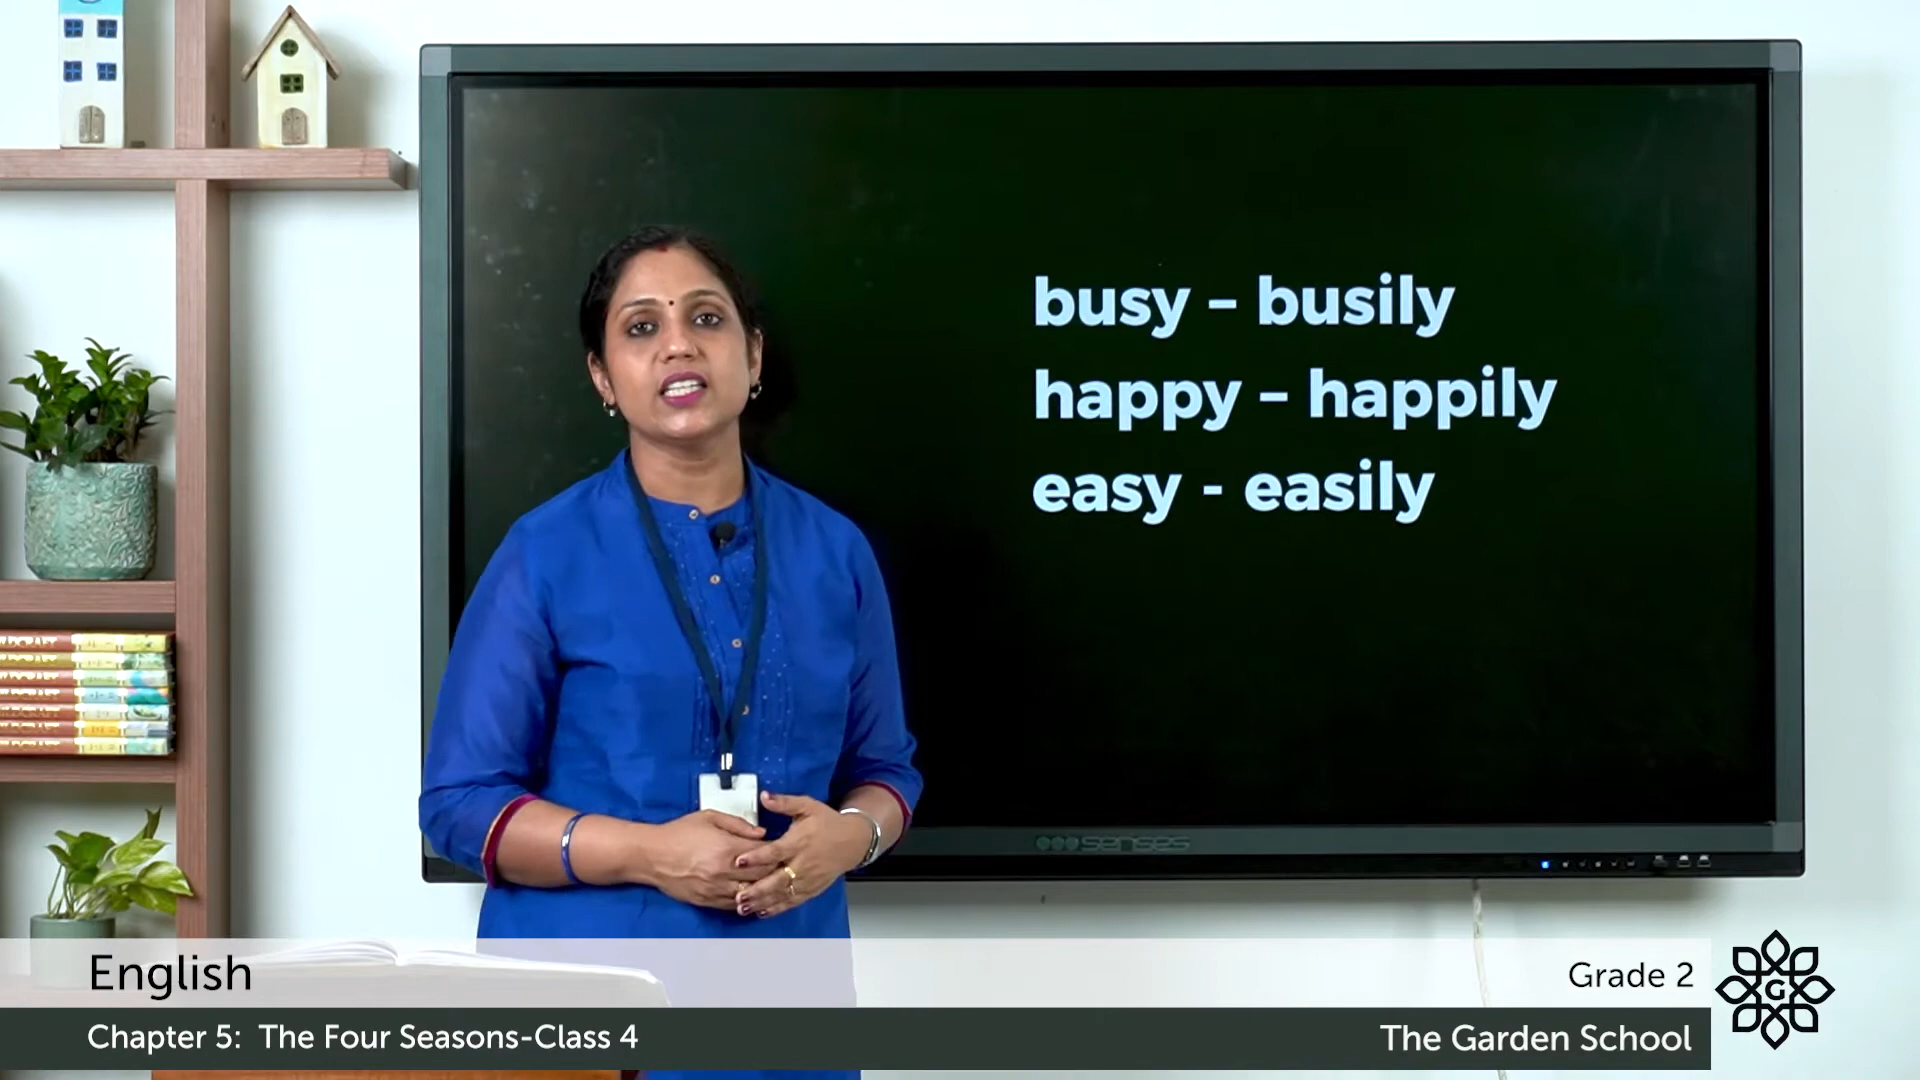 busy – busily
happy – happily
easy - easily
senses
English
Grade 2
Chapter 5: The Four Seasons-Class 4
The Garden School
G